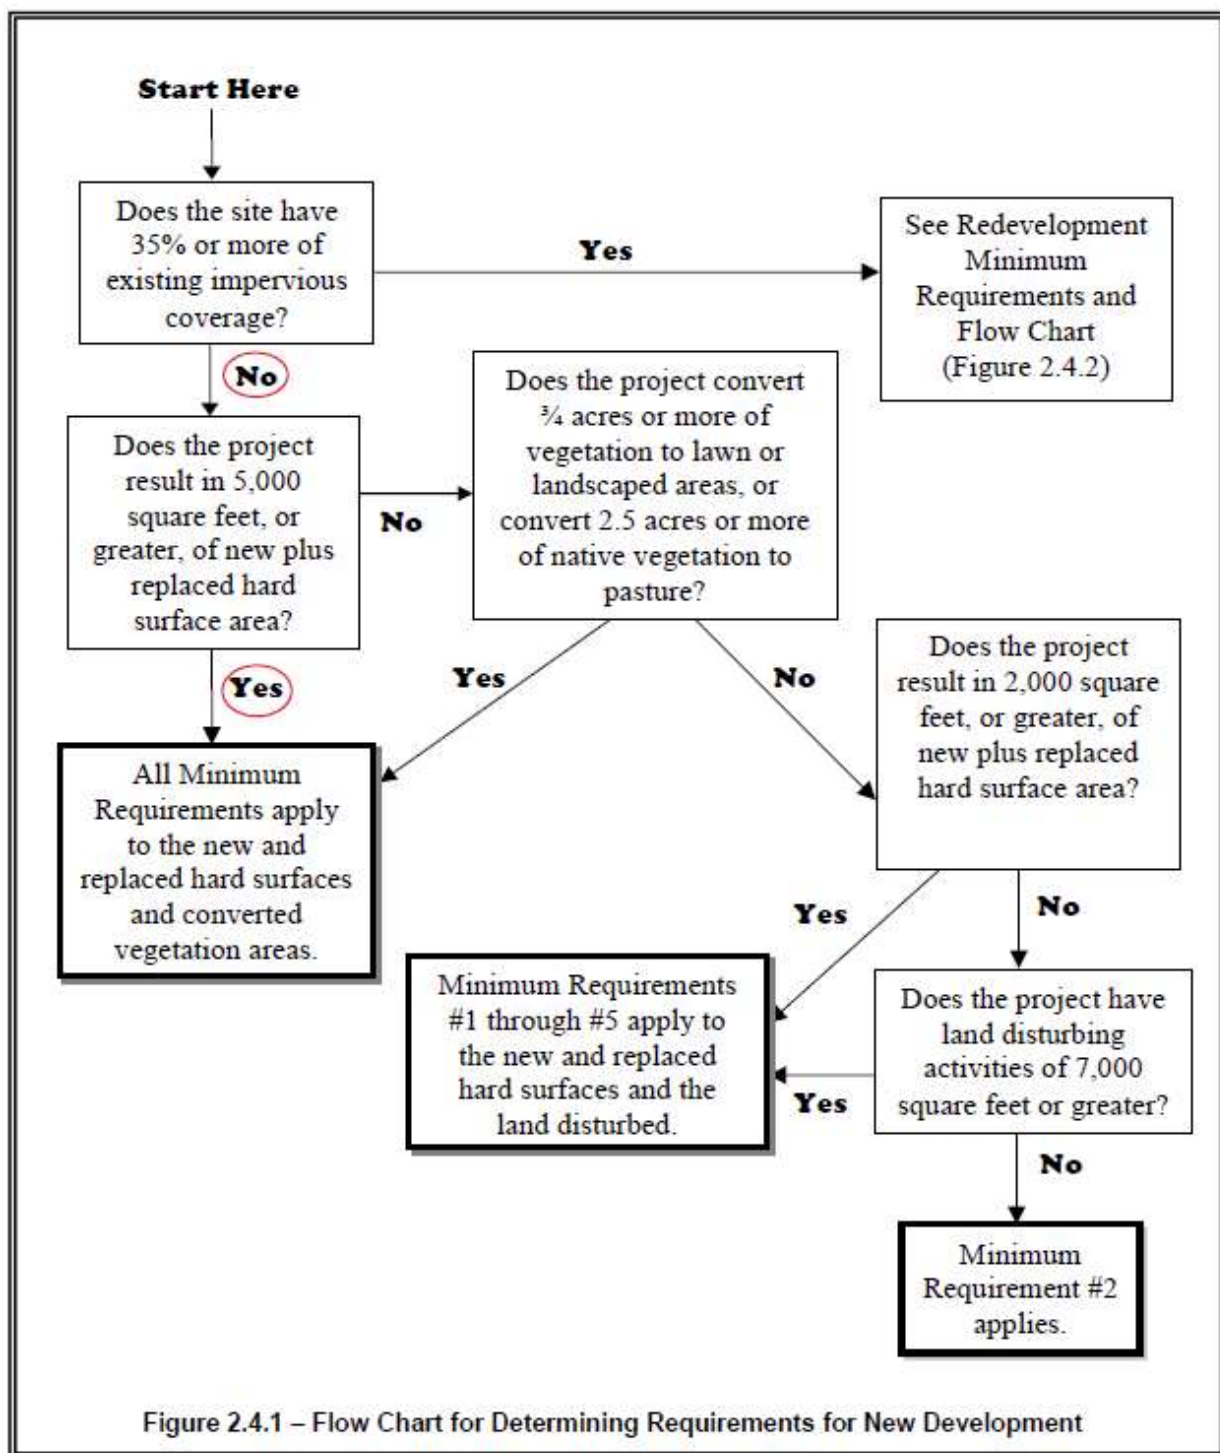 Start Here
Does the site have
35% or more of
existing impervious
coverage?
Yes
See Redevelopment
Minimum
Requirements and
Flow Chart
(Figure 2.4.2)
No
Does the project
result in 5,000
square feet, or
greater, of new plus
replaced hard
surface area?
No
Does the project convert
¾ acres or more of
vegetation to lawn or
landscaped areas, or
convert 2.5 acres or more
of native vegetation to
pasture?
Yes
Yes
No
Does the project
result in 2,000 square
feet, or greater, of
new plus replaced
hard surface area?
All Minimum
Requirements apply
to the new and
replaced hard surfaces
and converted
vegetation areas.
Yes
No
Minimum Requirements
#1 through #5 apply to
the new and replaced
hard surfaces and the
land disturbed.
Does the project have
land disturbing
activities of 7,000
square feet or greater?
Yes
No
Minimum
Requirement #2
applies.
Figure 2.4.1 – Flow Chart for Determining Requirements for New Development